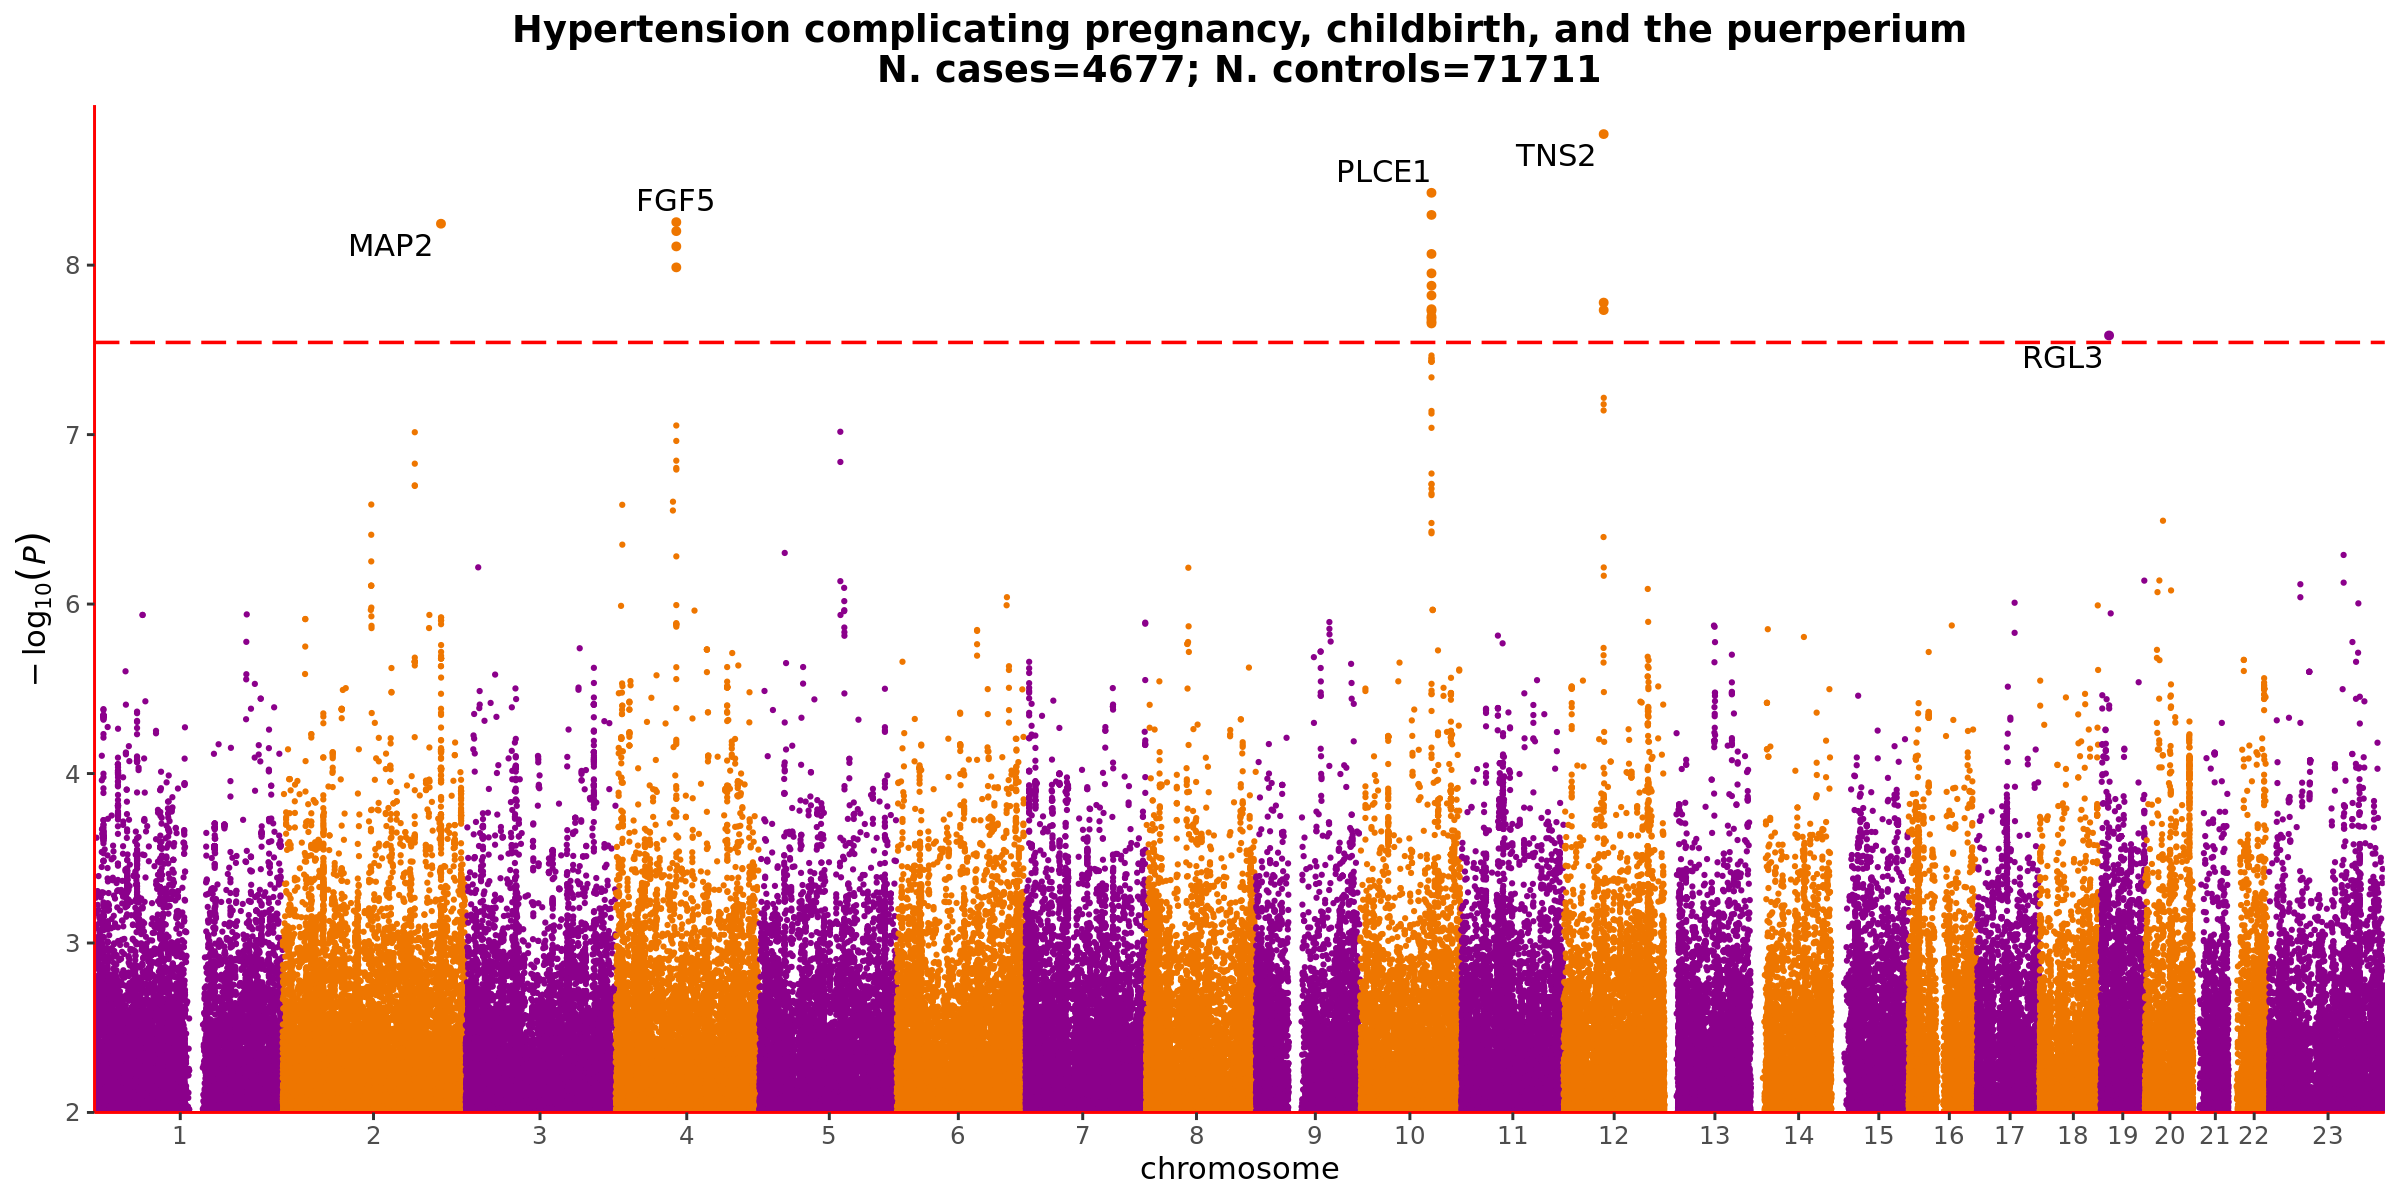 Hypertension complicating pregnancy, childbirth, and the puerperium
N. cases=4677; N. controls=71711
TNS2
PLCE1
FGF5
MAP2
RGL3
8
7
6
5
4
3
2
−log10(P)
1 2 3 4 5 6 7 8 9 10 11 12 13 14 15 16 17 18 19 20 21 22 23
chromosome